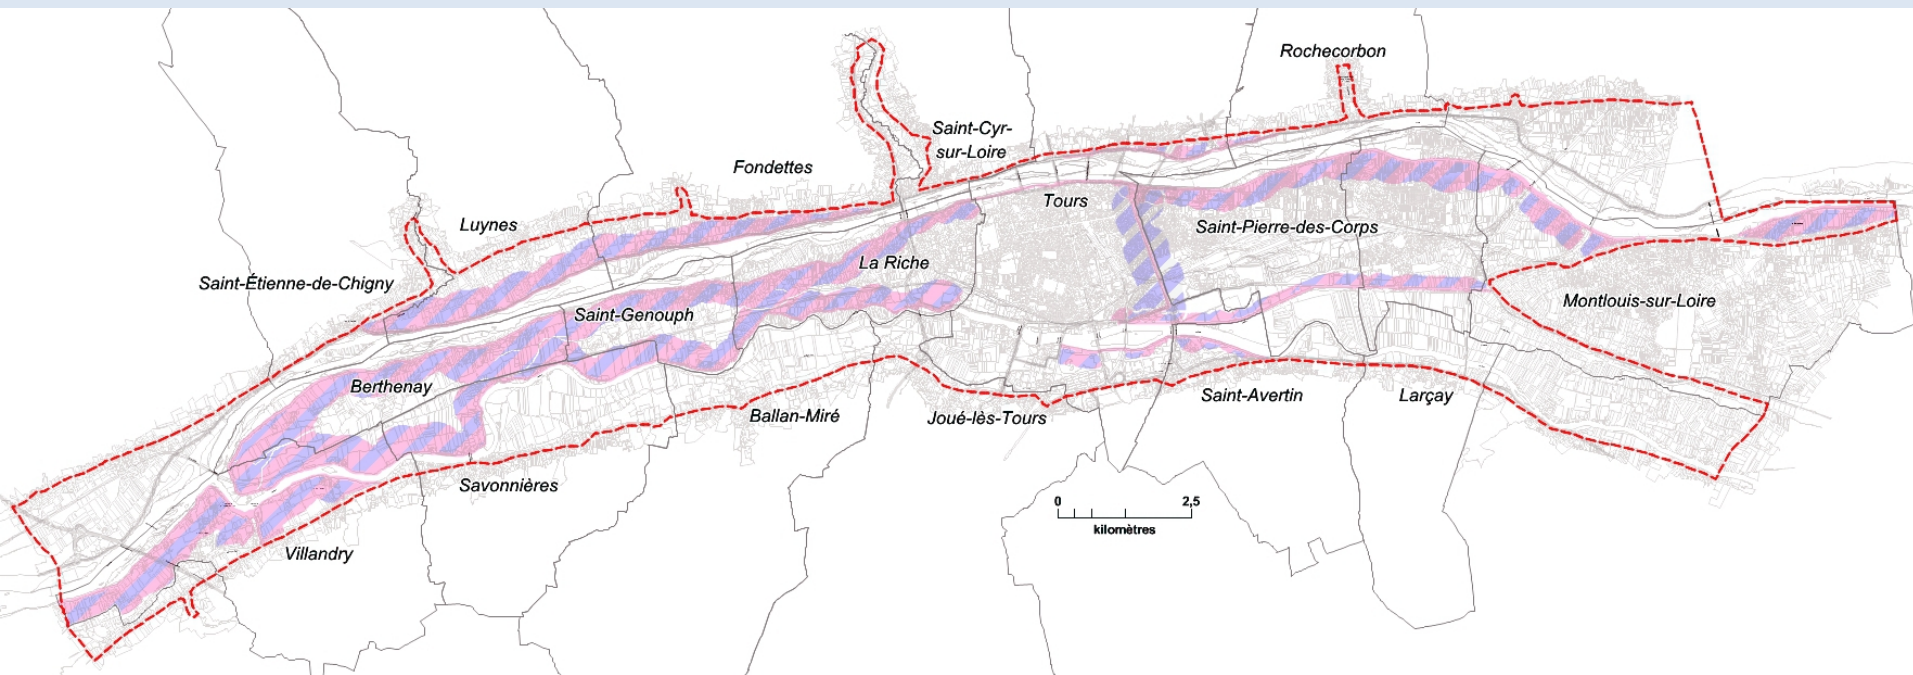 Rochecorbon
Saint-Cyr-
sur-Loire
Fondettes
Tours
Luynes
Saint-Pierre-des-Corps
La Riche
Saint-Étienne-de-Chigny
Montlouis-sur-Loire
Saint-Genouph
Berthenay
Saint-Avertin
Larçay
Ballan-Miré
Joué-lès-Tours
Savonnières
0 2,5
kilomètres
Villandry